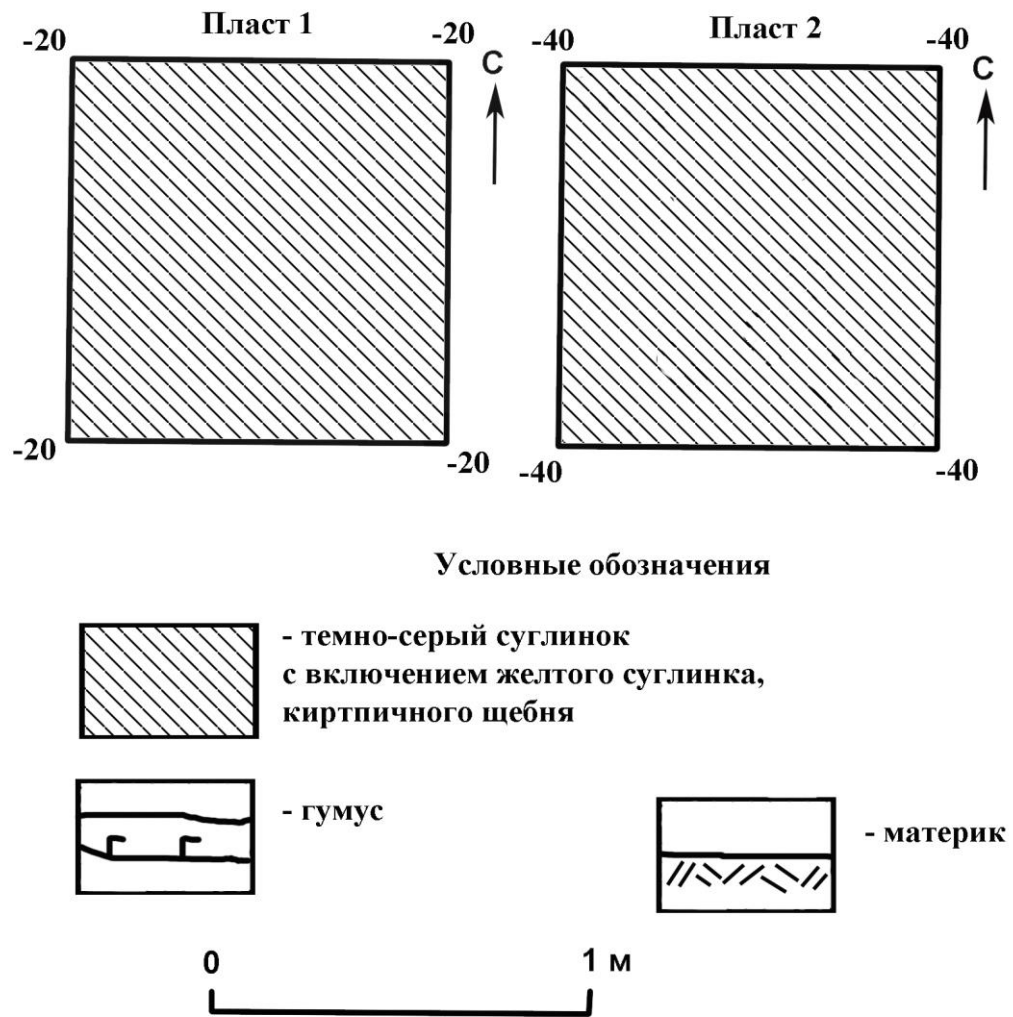 Пласт 1
-20
-20
С
-20
-20
Пласт 2
-40
-40
С
-40
-40
Условные обозначения
- темно-серый суглинок
с включением желтого суглинка,
киртпичного щебня
- гумус
- материк
0
1 м